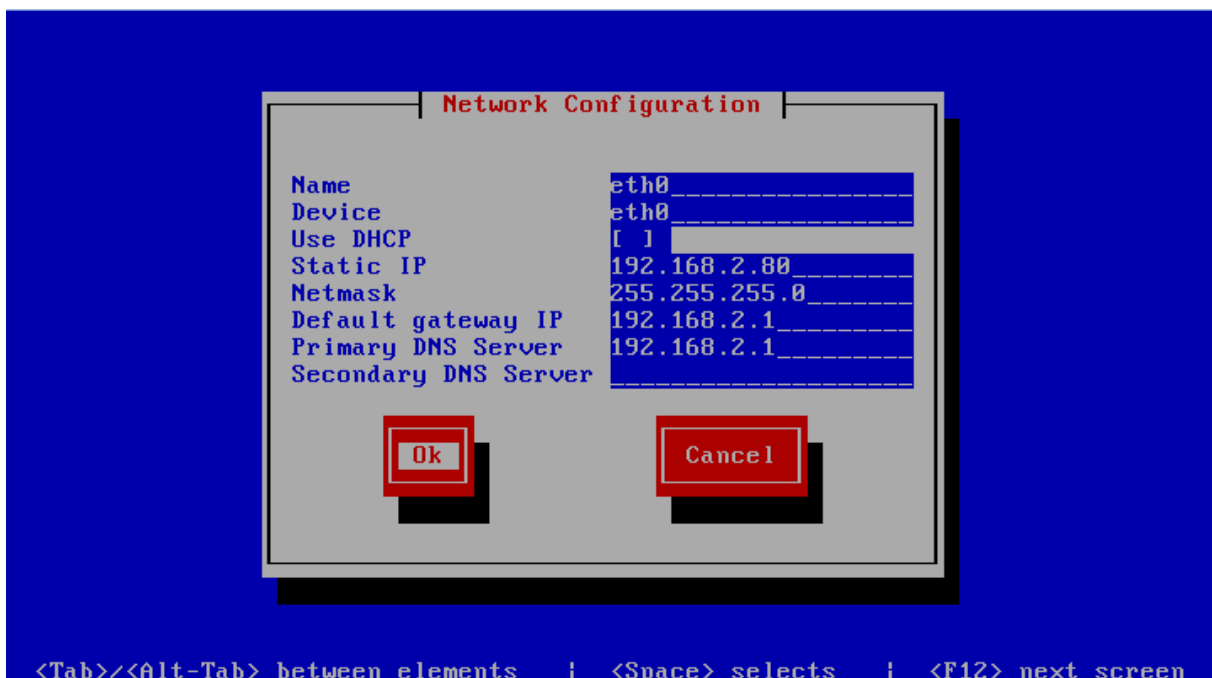 Network Configuration
Name eth0
Device eth0
Use DHCP [ ]
Static IP 192.168.2.80
Netmask 255.255.255.0
Default gateway IP 192.168.2.1
Primary DNS Server 192.168.2.1
Secondary DNS Server
Ok Cancel
<Tab>/<Alt-Tab> between elements | <Space> selects | <F12> next screen